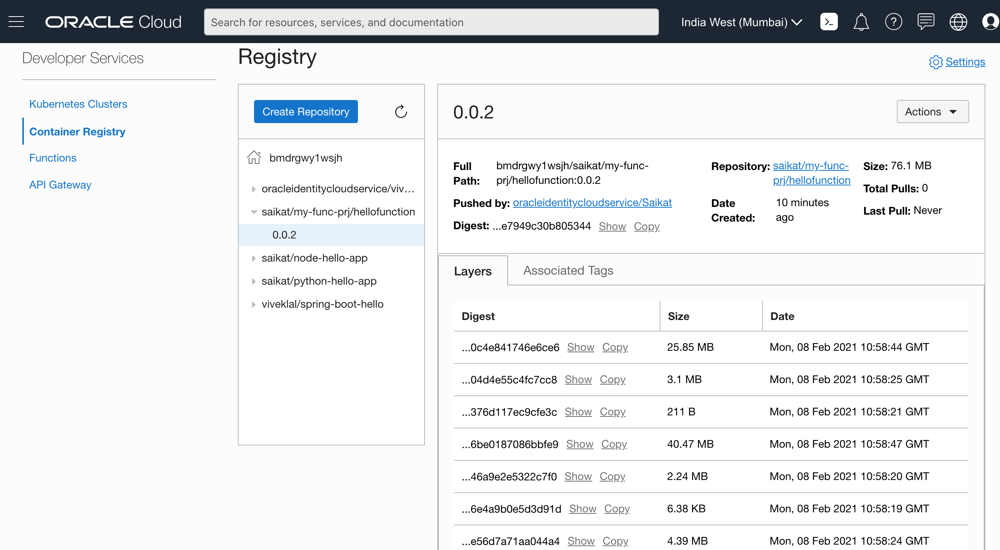 ORACLE Cloud
Search for resources, services, and documentation
India West (Mumbai)
Developer Services
Kubernetes Clusters
Container Registry
Functions
API Gateway
Registry
Settings
Create Repository
bmdrgwy1wsjh
oracleidentitycloudservice/viv...
saikat/my-func-prj/hellofunction
0.0.2
saikat/node-hello-app
saikat/python-hello-app
viveklal/spring-boot-hello
0.0.2
Actions
Full Path: bmdrgwy1wsjh/saikat/my-func-
prj/hellofunction:0.0.2
Pushed by: oracleidentitycloudservice/Saikat
Digest: ...e7949c30b805344 Show Copy
Repository: saikat/my-func-
prj/hellofunction
Date Created: 10 minutes
ago
Size: 76.1 MB
Total Pulls: 0
Last Pull: Never
Layers Associated Tags
Digest Size Date
...0c4e841746e6ce6 Show Copy 25.85 MB Mon, 08 Feb 2021 10:58:44 GMT
...04d4e55c4fc7cc8 Show Copy 3.1 MB Mon, 08 Feb 2021 10:58:25 GMT
...376d117ec9cfe3c Show Copy 211 B Mon, 08 Feb 2021 10:58:21 GMT
...6be0187086bbfe9 Show Copy 40.47 MB Mon, 08 Feb 2021 10:58:47 GMT
...46a9e2e5322c7f0 Show Copy 2.24 MB Mon, 08 Feb 2021 10:58:20 GMT
...6e4a9b0e5d3d91d Show Copy 6.38 KB Mon, 08 Feb 2021 10:58:19 GMT
...e56d7a71aa044a4 Show Copy 4.39 MB Mon, 08 Feb 2021 10:58:24 GMT